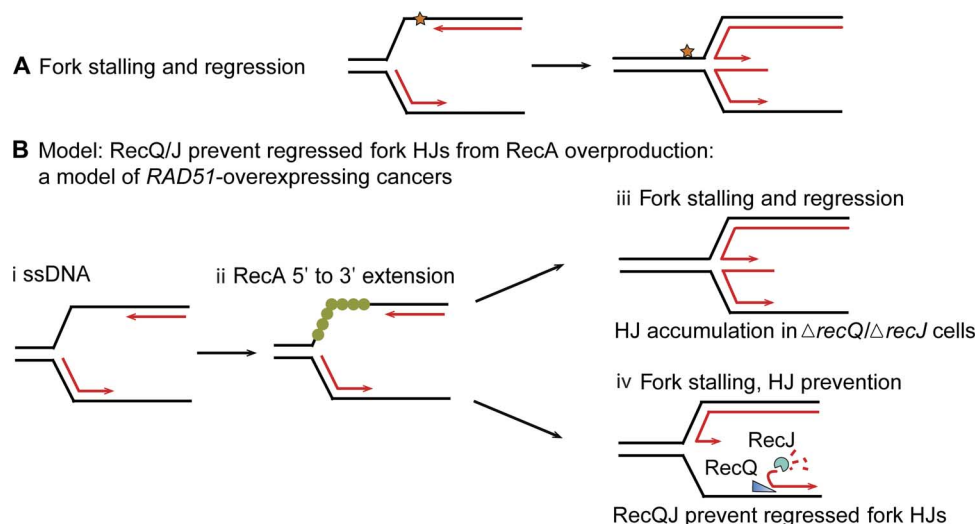 A Fork stalling and regression
B Model: RecQ/J prevent regressed fork HJs from RecA overproduction:
a model of RAD51-overexpressing cancers
i ssDNA
ii RecA 5' to 3' extension
iii Fork stalling and regression
HJ accumulation in △recQ/△recJ cells
iv Fork stalling, HJ prevention
RecJ
RecQ
RecQJ prevent regressed fork HJs